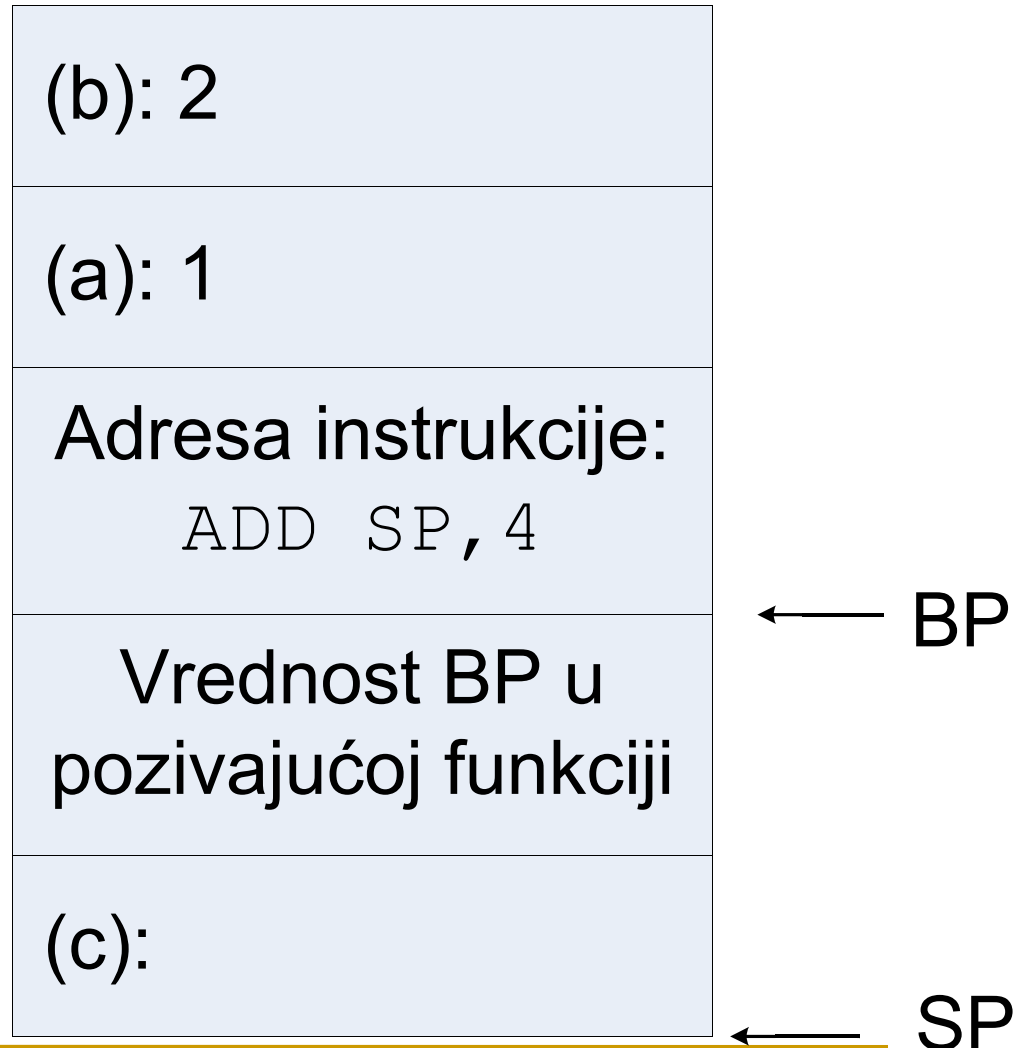 (b): 2
(a): 1
Adresa instrukcije:
ADD SP,4
BP
Vrednost BP u
pozivajućoj funkciji
(c):
SP